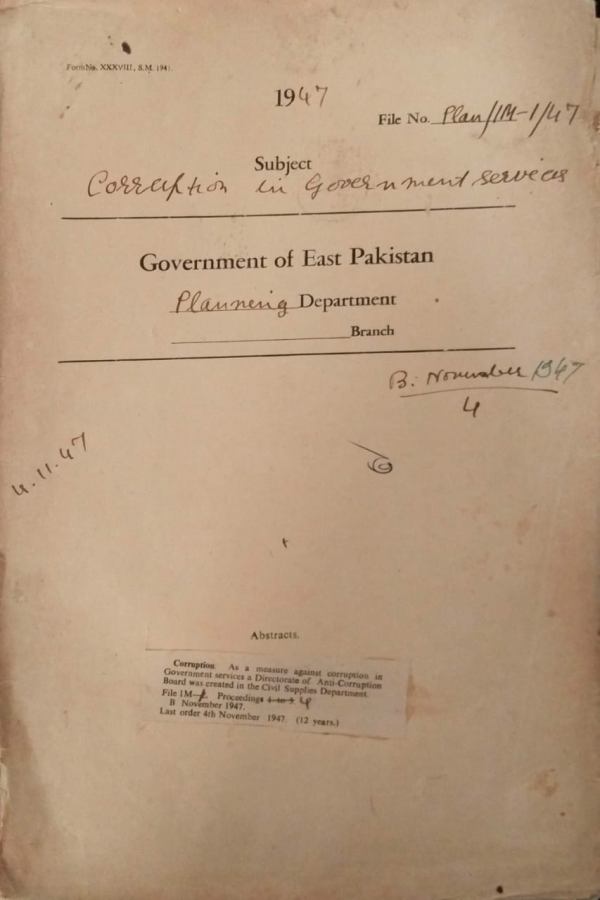 Form No. XXXVIII, S.M. 1941.
1947
File No. Plan/1M-1/47
Subject
Corruption in Government services
Government of East Pakistan
Planning Department
Branch
B. November 1947
4
4.11.47
Abstracts.
Corruption. As a measure against corruption in
Government services a Directorate of Anti-Corruption
Board was created in the Civil Supplies Department.
File 1M- Proceedings 1 to 3 4
B November 1947.
Last order 4th November 1947. (12 years.)